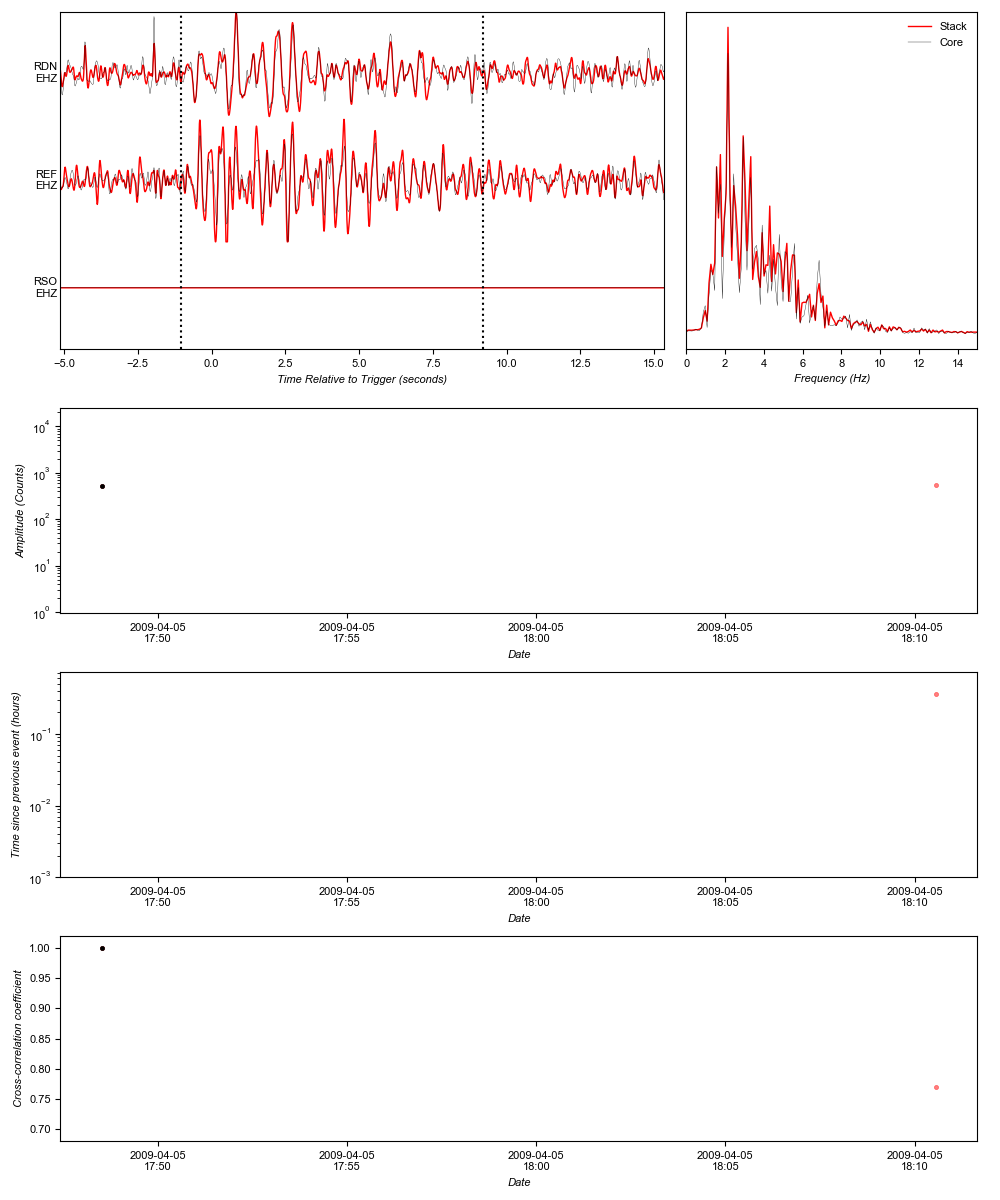 RDN
EHZ
REF
EHZ
RSO
EHZ
−5.0 −2.5 0.0 2.5 5.0 7.5 10.0 12.5 15.0
Time Relative to Trigger (seconds)
Stack
Core
0 2 4 6 8 10 12 14
Frequency (Hz)
10^4
10^3
10^2
10^1
10^0
Amplitude (Counts)
2009-04-05 2009-04-05 2009-04-05 2009-04-05 2009-04-05
17:50 17:55 18:00 18:05 18:10
Date
10^−1
10^−2
10^−3
Time since previous event (hours)
2009-04-05 2009-04-05 2009-04-05 2009-04-05 2009-04-05
17:50 17:55 18:00 18:05 18:10
Date
1.00
0.95
0.90
0.85
0.80
0.75
0.70
Cross-correlation coefficient
2009-04-05 2009-04-05 2009-04-05 2009-04-05 2009-04-05
17:50 17:55 18:00 18:05 18:10
Date